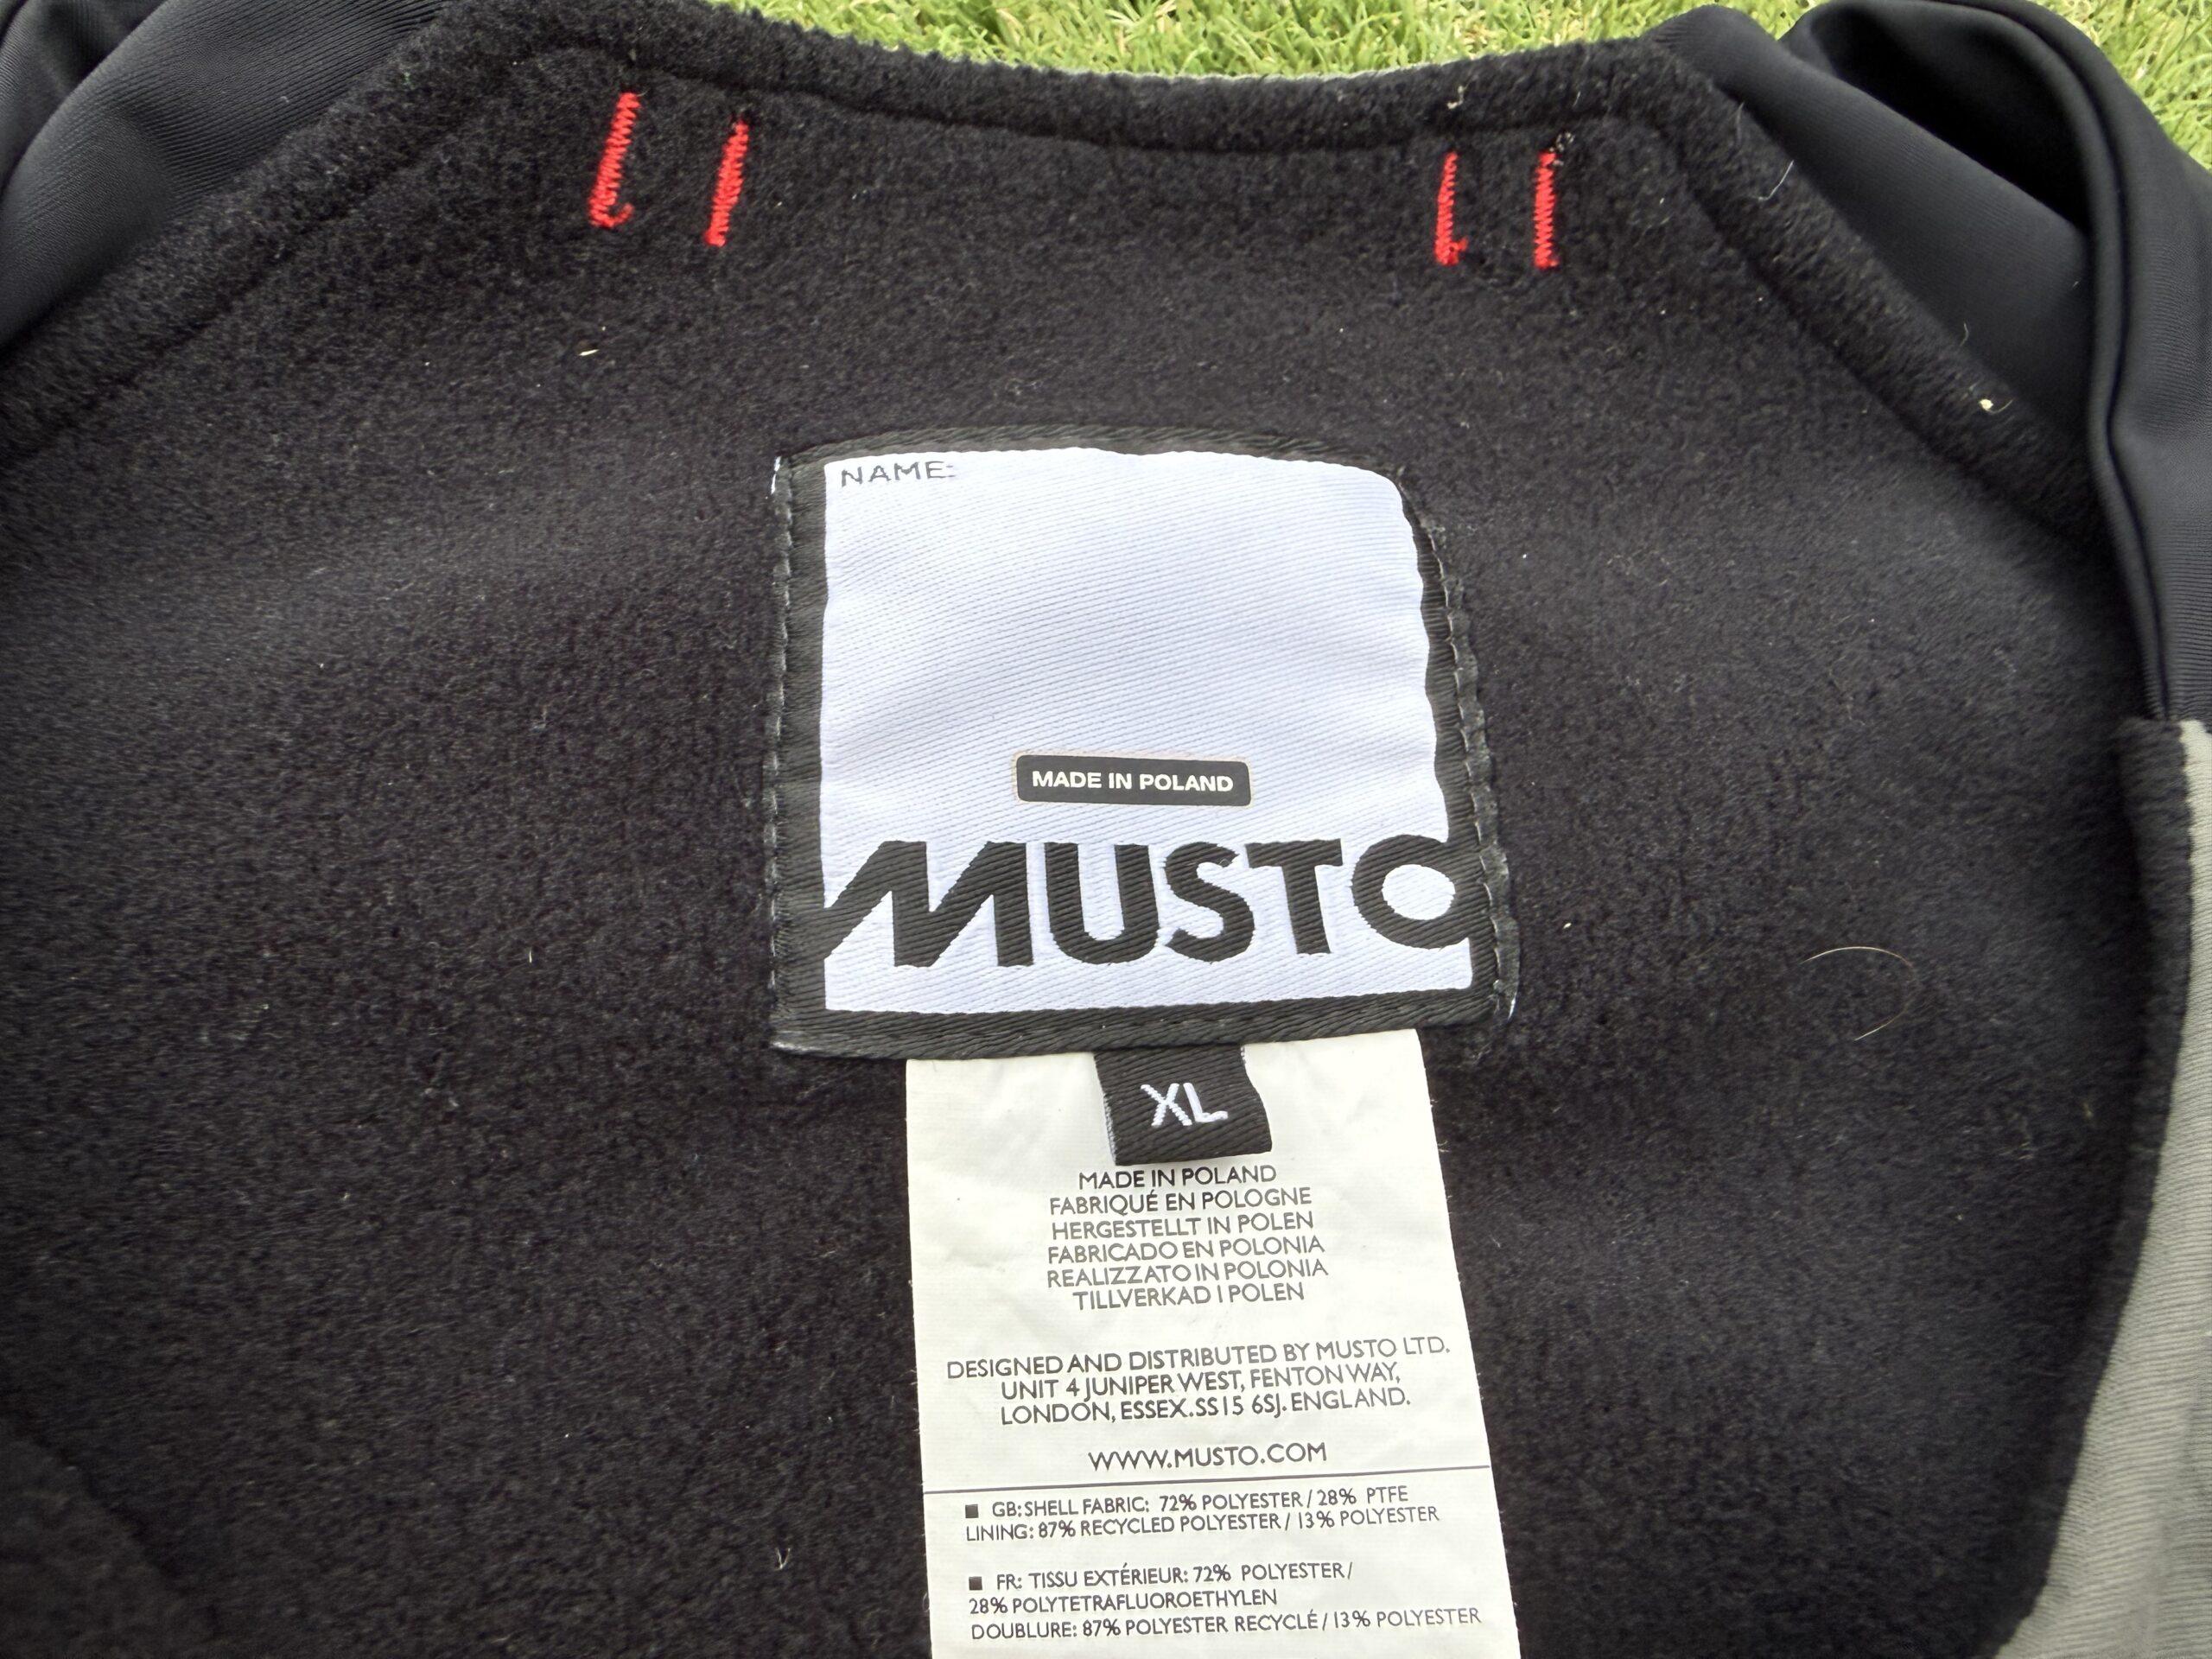 NAME:
MADE IN POLAND
MUSTO
XL
MADE IN POLAND
FABRIQUÉ EN POLOGNE
HERGESTELLT IN POLEN
FABRICADO EN POLONIA
REALIZZATO IN POLONIA
TILLVERKAD I POLEN
DESIGNED AND DISTRIBUTED BY MUSTO LTD.
UNIT 4 JUNIPER WEST, FENTON WAY,
LONDON, ESSEX. SS15 6SJ. ENGLAND.
WWW.MUSTO.COM
■ GB: SHELL FABRIC: 72% POLYESTER / 28% PTFE
LINING: 87% RECYCLED POLYESTER / 13% POLYESTER
■ FR: TISSU EXTÉRIEUR: 72% POLYESTER /
28% POLYTETRAFLUOROETHYLEN
DOUBLURE: 87% POLYESTER RECYCLÉ / 13% POLYESTER